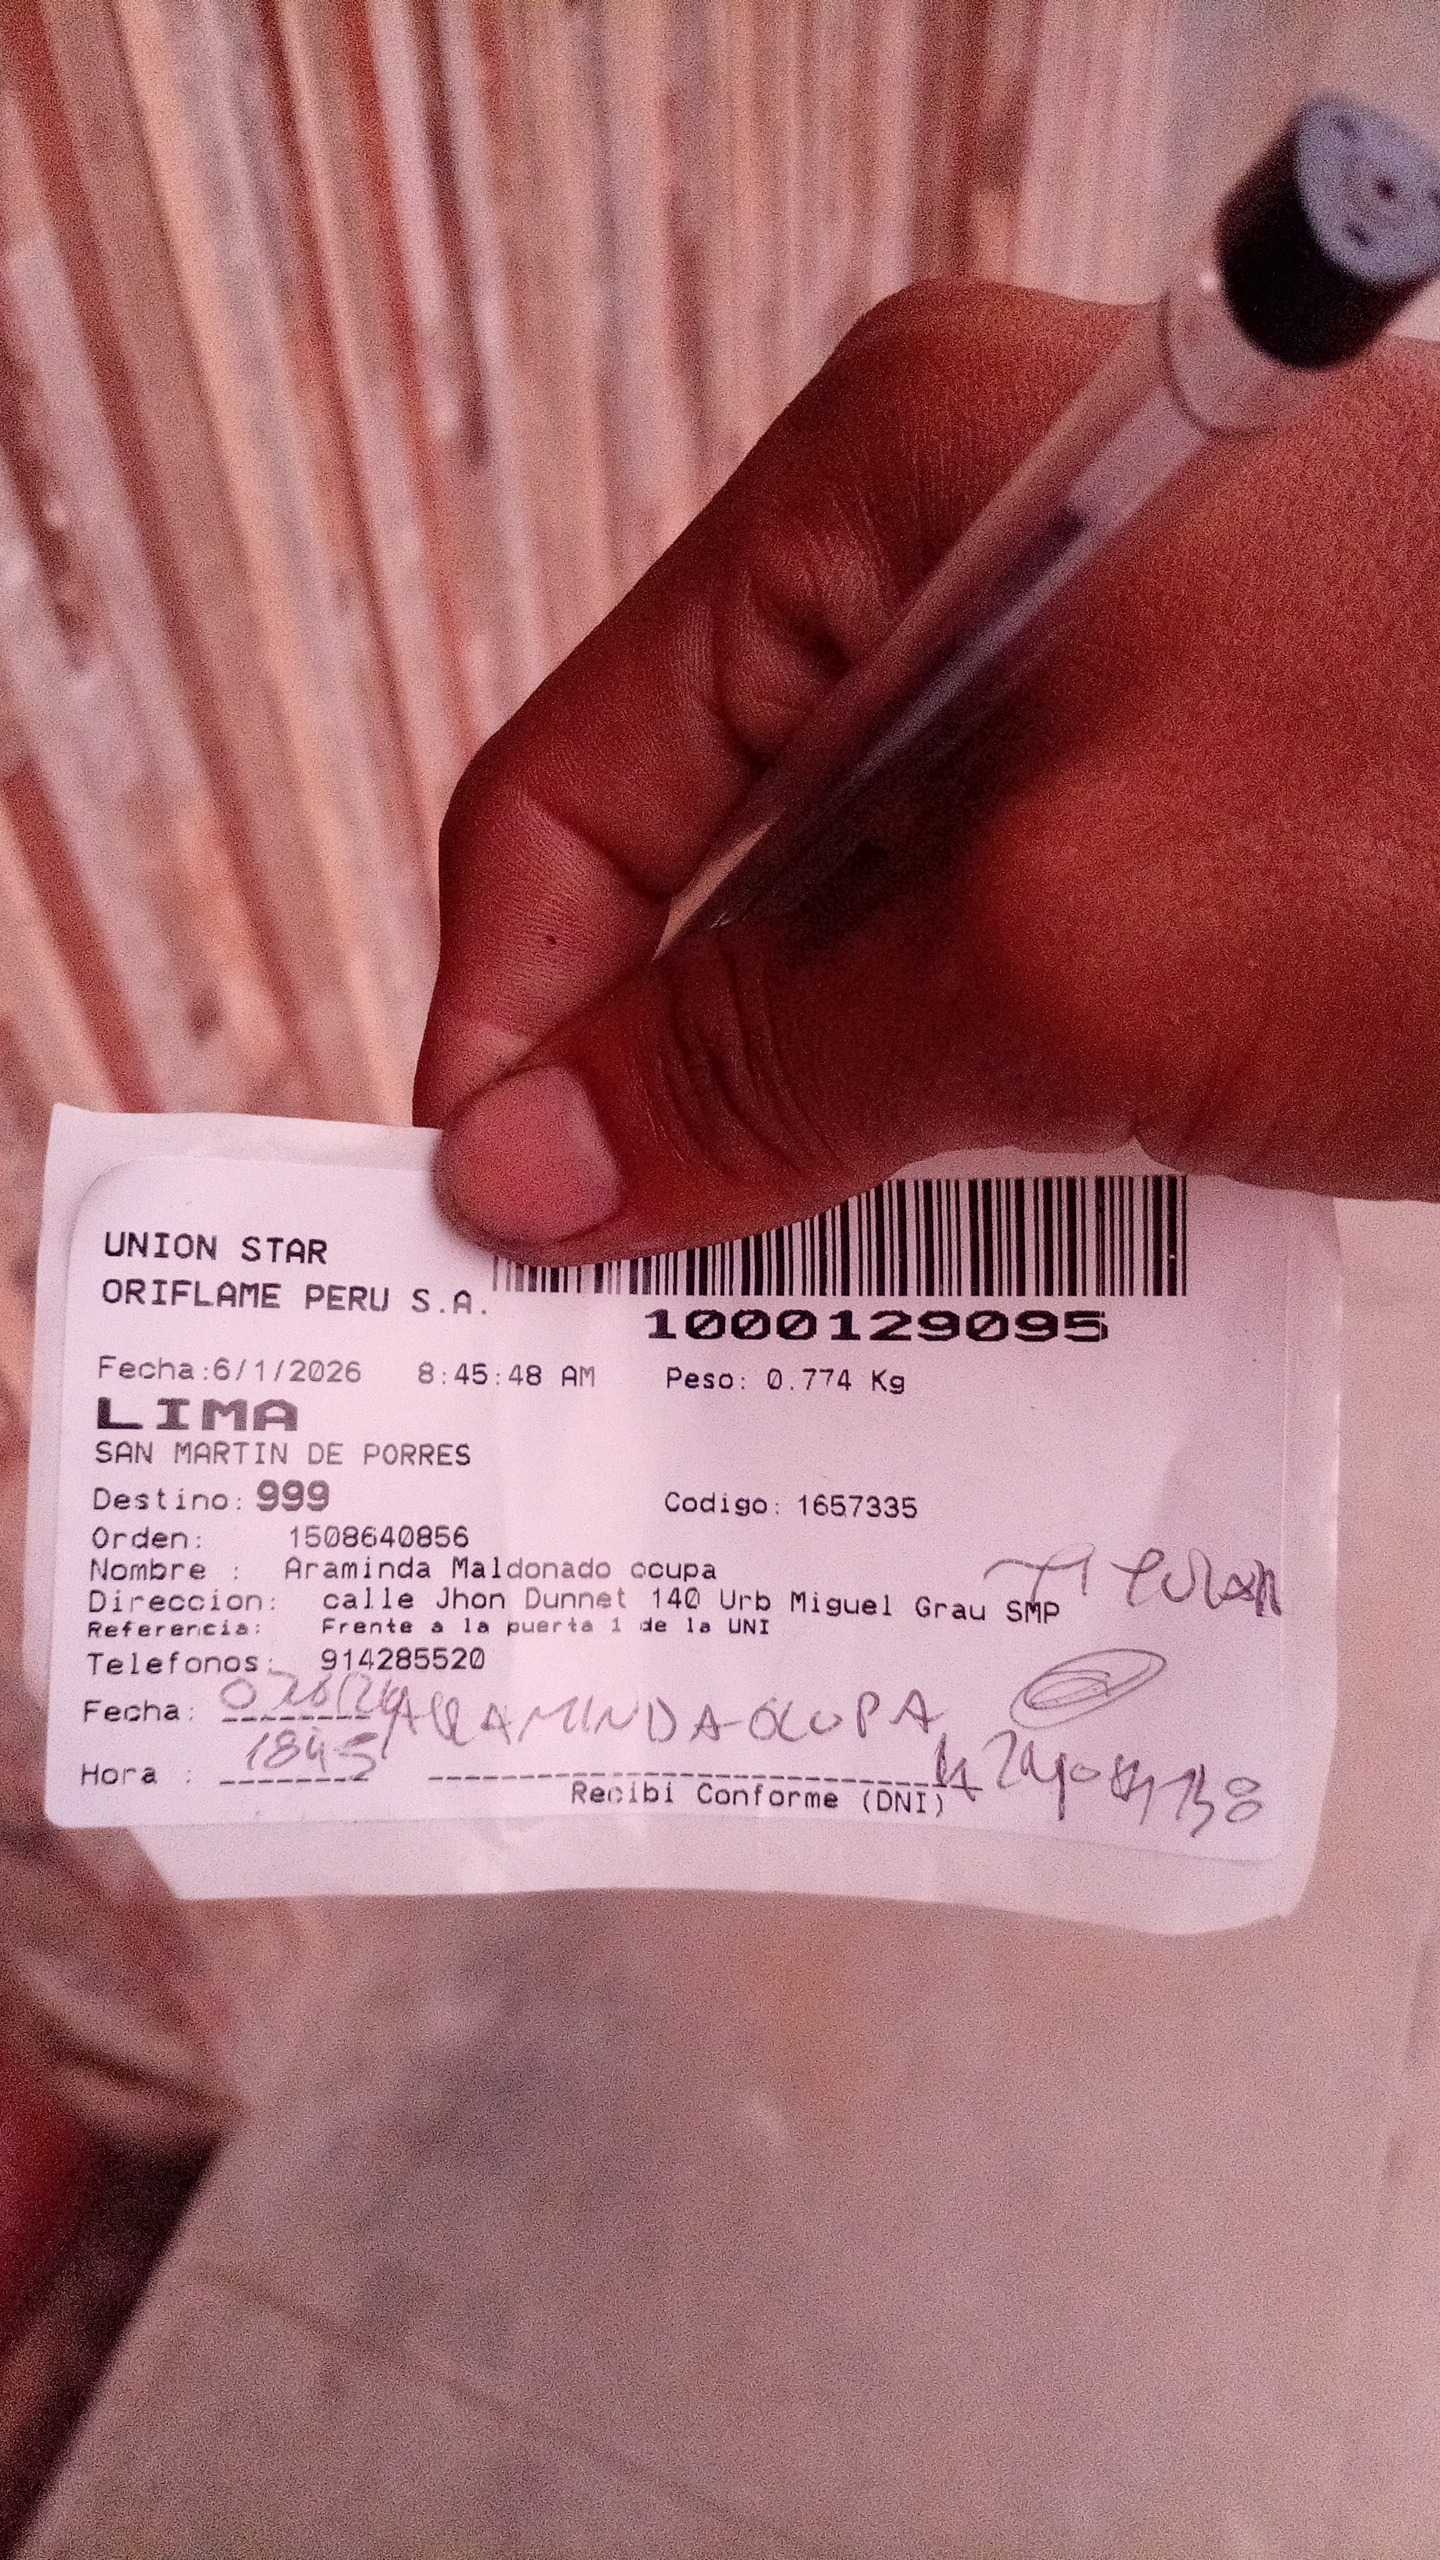 UNION STAR
ORIFLAME PERU S.A.
1000129095
Fecha:6/1/2026 8:45:48 AM Peso: 0.774 Kg
LIMA
SAN MARTIN DE PORRES
Destino: 999 Codigo: 1657335
Orden: 1508640856
Nombre : Araminda Maldonado ocupa
Direccion: calle Jhon Dunnet 140 Urb Miguel Grau SMP
Referencia: Frente a la puerta 1 de la UNI
Telefonos: 914285520
Fecha: ARAMINDA OCUPA
Hora : 1845
Recibi Conforme (DNI)